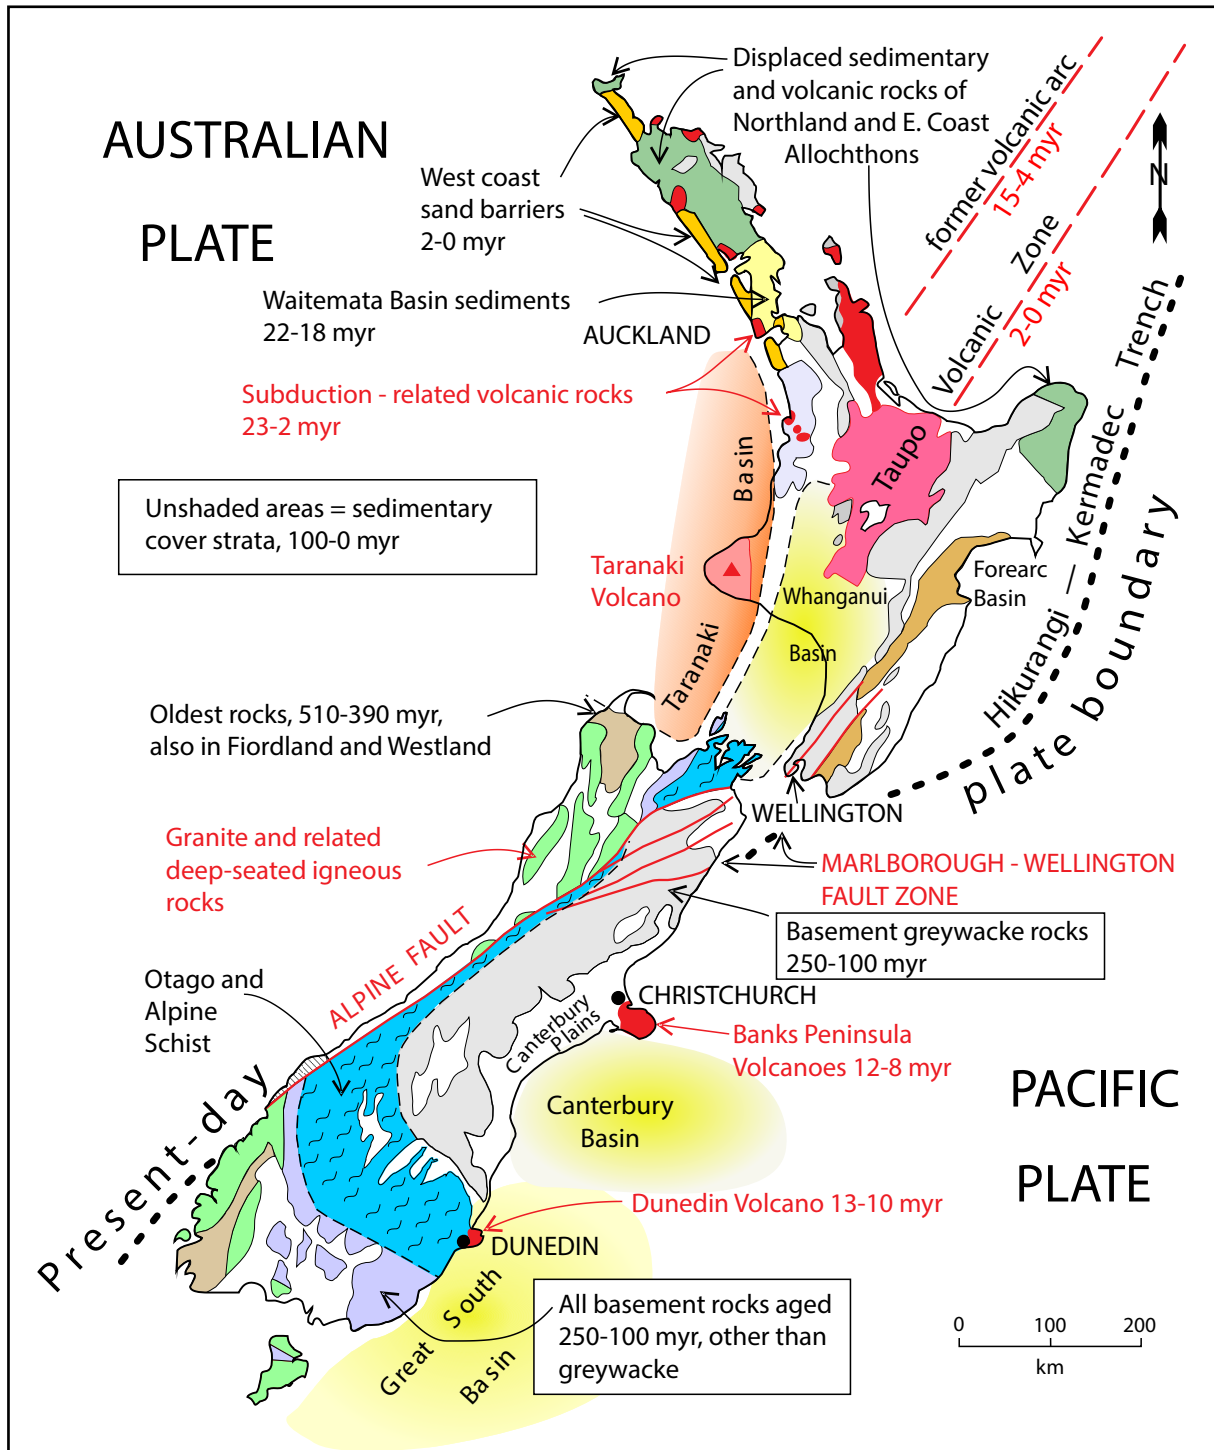 Displaced sedimentary
and volcanic rocks of
Northland and E. Coast
Allochthons
AUSTRALIAN
PLATE
former volcanic arc
15-4 myr
N
West coast
sand barriers
2-0 myr
Volcanic Zone
2-0 myr
Waitemata Basin sediments
22-18 myr
AUCKLAND
Hikurangi — Kermadec Trench
plate boundary
Subduction - related volcanic rocks
23-2 myr
Taupo
Taranaki Basin
Unshaded areas = sedimentary
cover strata, 100-0 myr
Taranaki
Volcano
Whanganui
Basin
Forearc
Basin
Oldest rocks, 510-390 myr,
also in Fiordland and Westland
WELLINGTON
Granite and related
deep-seated igneous
rocks
MARLBOROUGH - WELLINGTON
FAULT ZONE
Basement greywacke rocks
250-100 myr
ALPINE FAULT
Otago and
Alpine
Schist
CHRISTCHURCH
Canterbury
Plains
Banks Peninsula
Volcanoes 12-8 myr
Present-day
Canterbury
Basin
PACIFIC
PLATE
Dunedin Volcano 13-10 myr
DUNEDIN
Great South
Basin
All basement rocks aged
250-100 myr, other than
greywacke
0 100 200
km